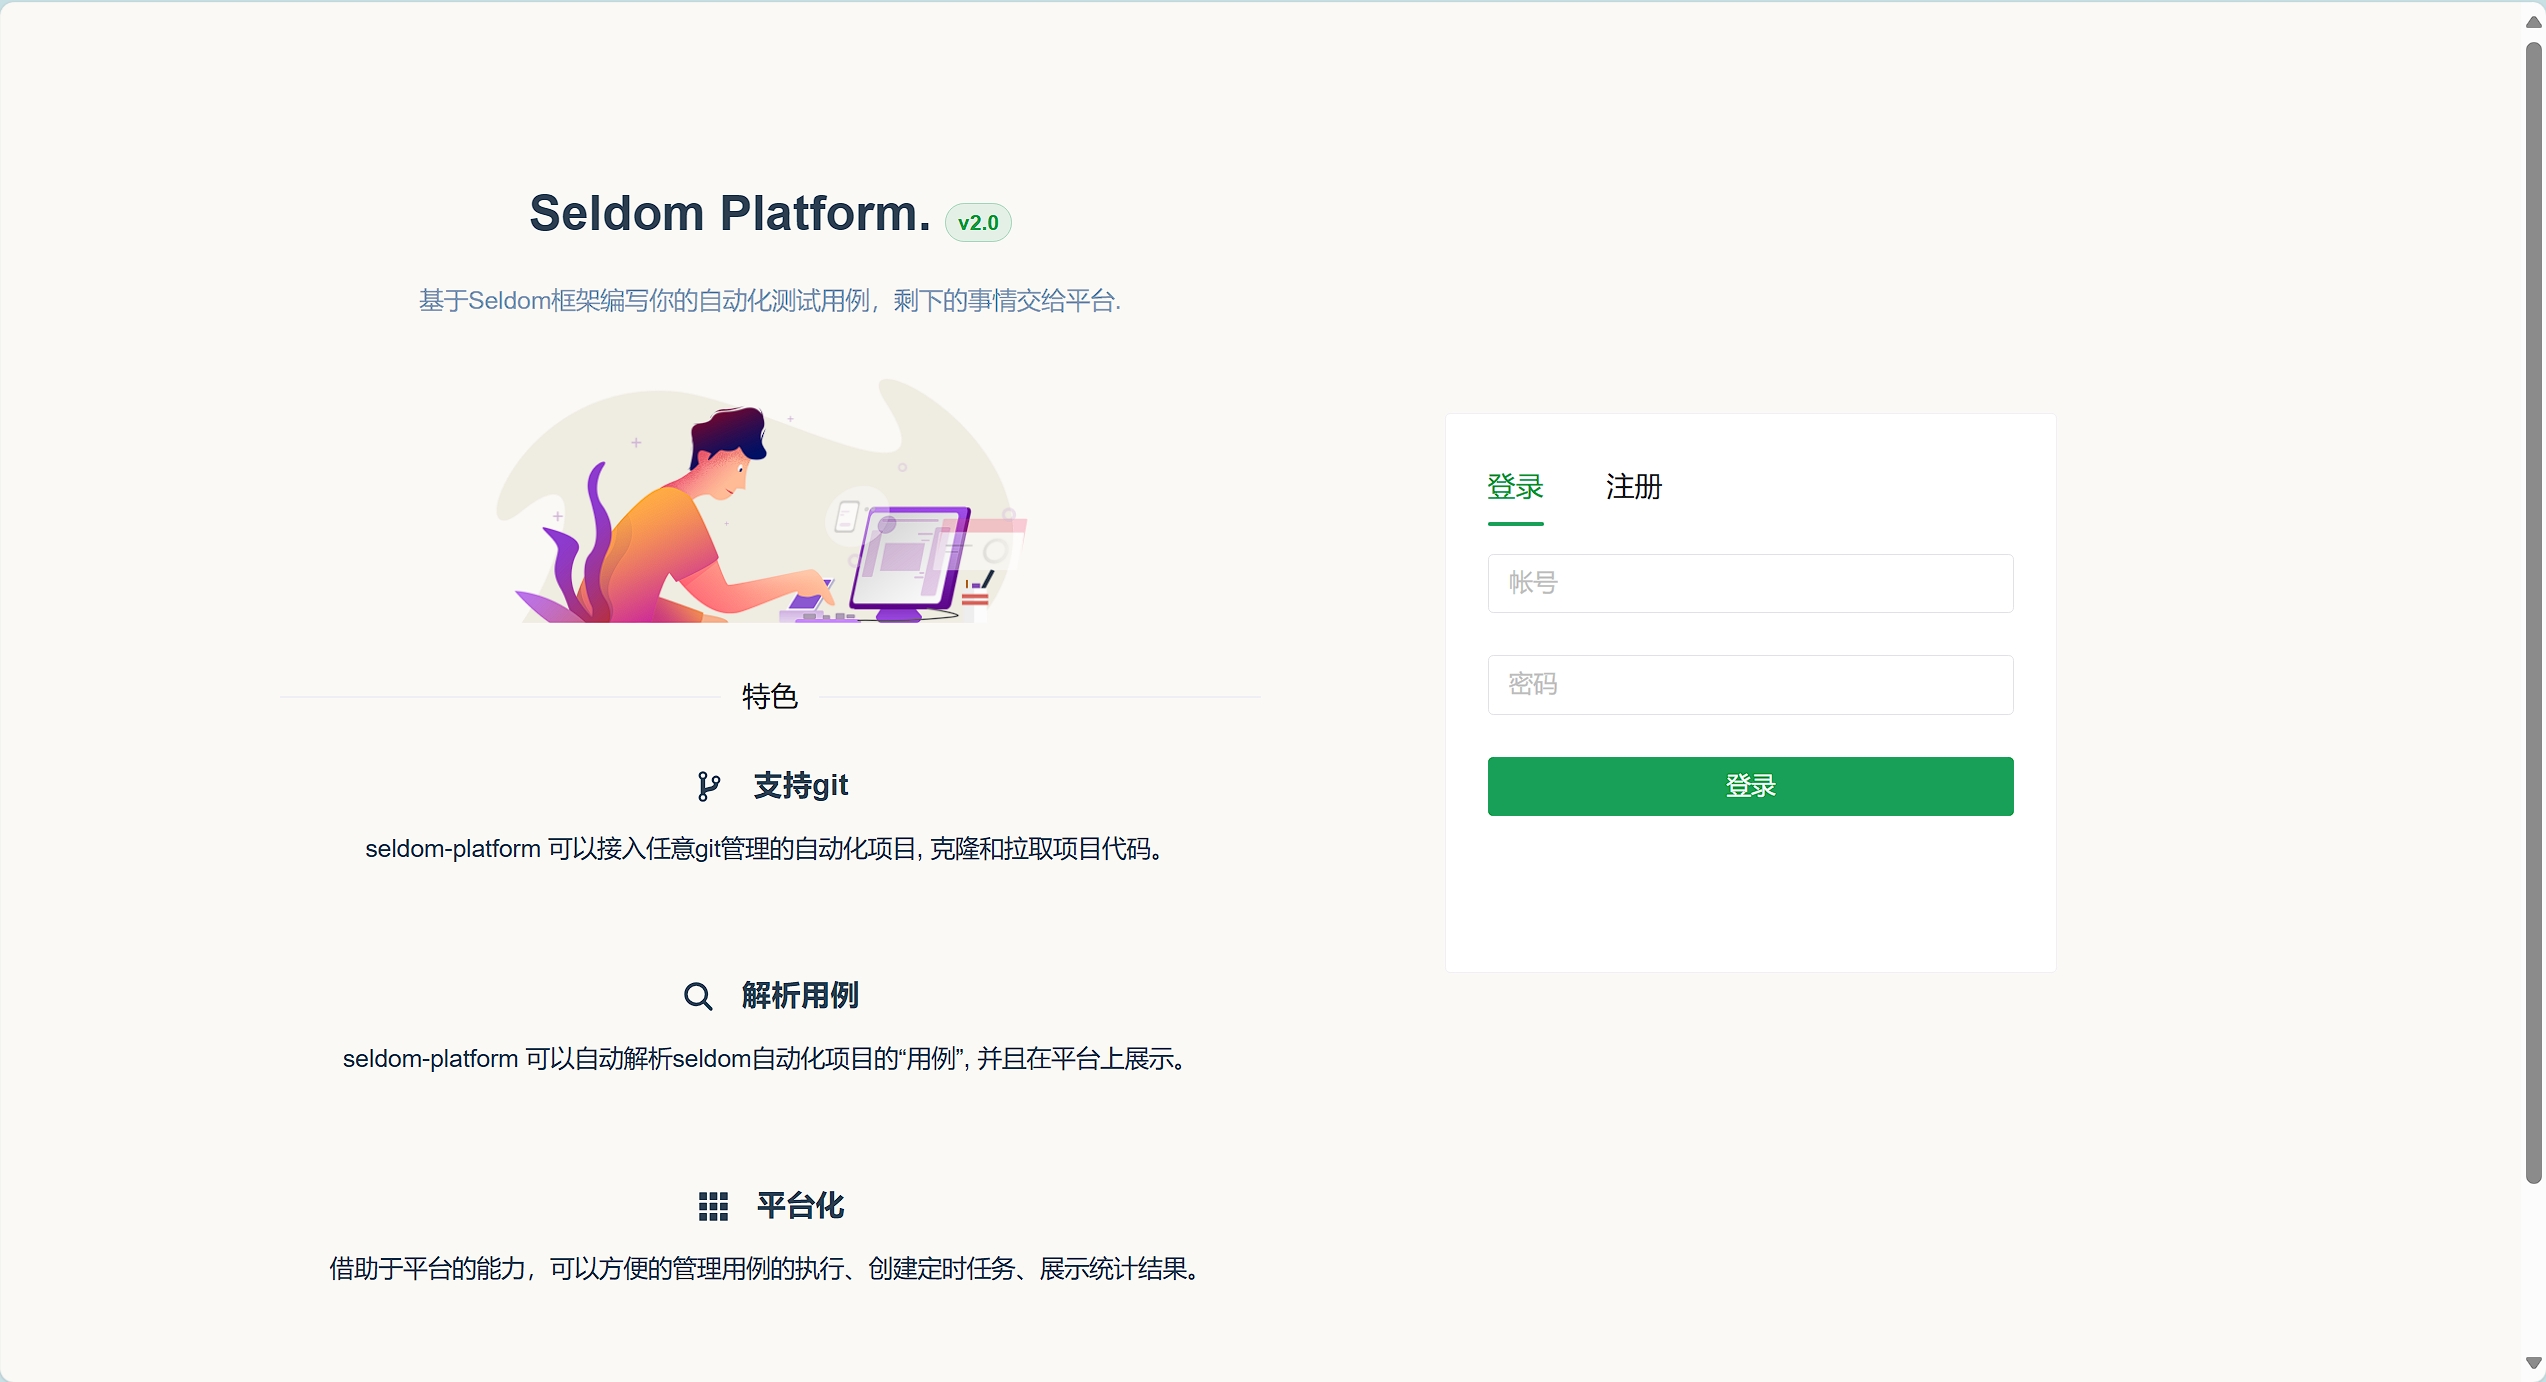 Seldom Platform. v2.0
基于Seldom框架编写你的自动化测试用例，剩下的事情交给平台.
特色
支持git
seldom-platform 可以接入任意git管理的自动化项目, 克隆和拉取项目代码。
解析用例
seldom-platform 可以自动解析seldom自动化项目的“用例”, 并且在平台上展示。
平台化
借助于平台的能力，可以方便的管理用例的执行、创建定时任务、展示统计结果。
登录 注册
帐号
密码
登录